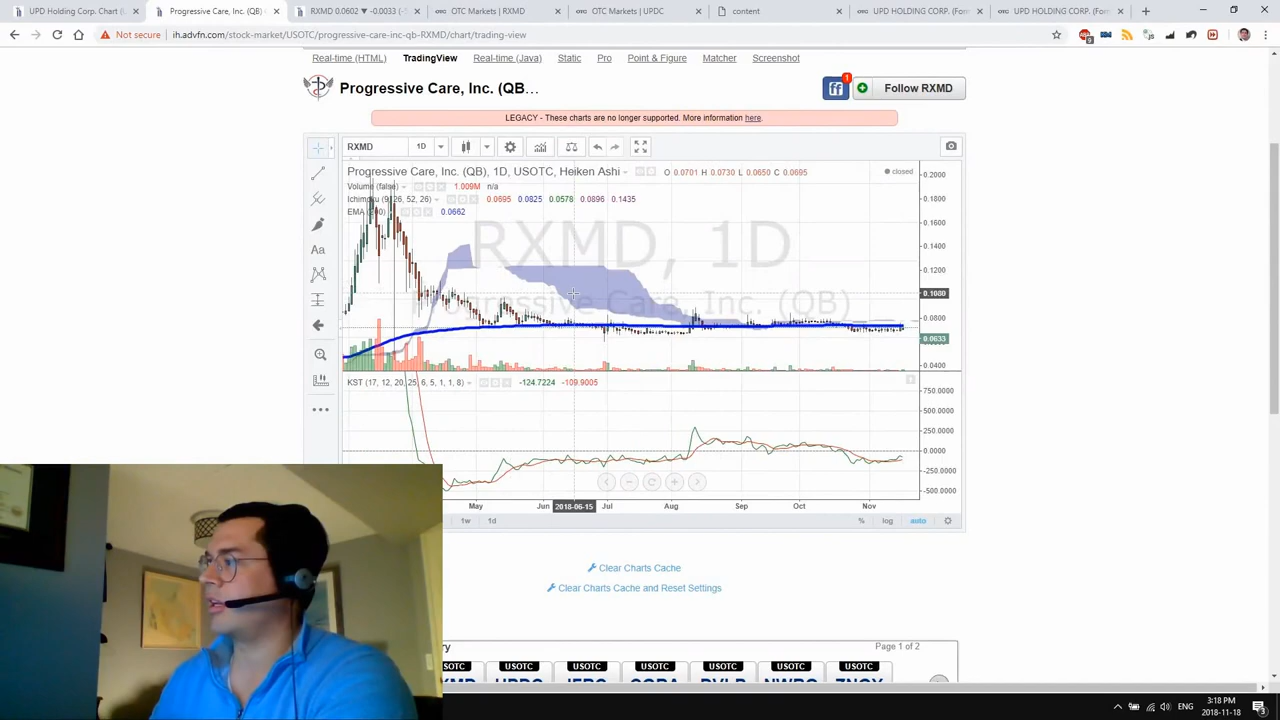 UPD Holding Corp. Chart (
Progressive Care, Inc. (QB)
RXMD 0.0602 ▾ -0.0033 (-5
OTC Markets | RXMD
OTC Markets | UPDC
content
UPD HOLDING CORP. (Form
UPD HOLDING CORP. (Form
Not secure
ih.advfn.com/stock-market/USOTC/progressive-care-inc-qb-RXMD/chart/trading-view
Real-time (HTML)
TradingView
Real-time (Java)
Static
Pro
Point & Figure
Matcher
Screenshot
Progressive Care, Inc. (QB...
1
Follow RXMD
LEGACY - These charts are no longer supported. More information here.
RXMD
1D
Progressive Care, Inc. (QB), 1D, USOTC, Heiken Ashi
O 0.0701 H 0.0730 L 0.0650 C 0.0695
closed
Volume (false)
1.009M n/a
Ichimoku (9, 26, 52, 26)
0.0695 0.0825 0.0578 0.0896 0.1435
0.0662
RXMD, 1D
Progressive Care, Inc. (QB)
0.2000
0.1800
0.1600
0.1400
0.1200
0.1080
0.0800
0.0633
0.0400
Aa
KST (17, 12, 20, 25, 6, 5, 1, 1, 8)
-124.7224 -109.9005
750.0000
500.0000
250.0000
0.0000
-250.0000
-500.0000
May
Jun
2018-06-15
Jul
Aug
Sep
Oct
Nov
1w
1d
%
log
auto
Clear Charts Cache
Clear Charts Cache and Reset Settings
Page 1 of 2
USOTC
USOTC
USOTC
USOTC
USOTC
USOTC
ENG
3:18 PM
2018-11-18
3